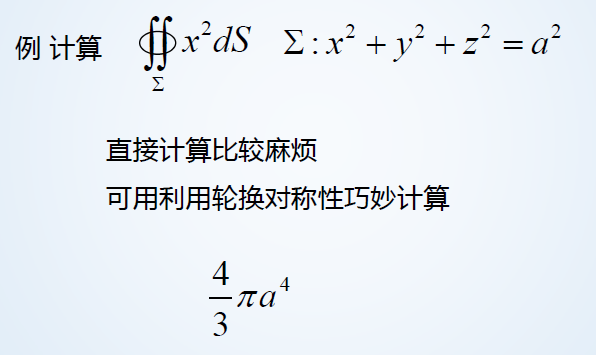 例 计算 ∯_Σ x²dS Σ : x² + y² + z² = a²
直接计算比较麻烦
可用利用轮换对称性巧妙计算
4/3 πa⁴